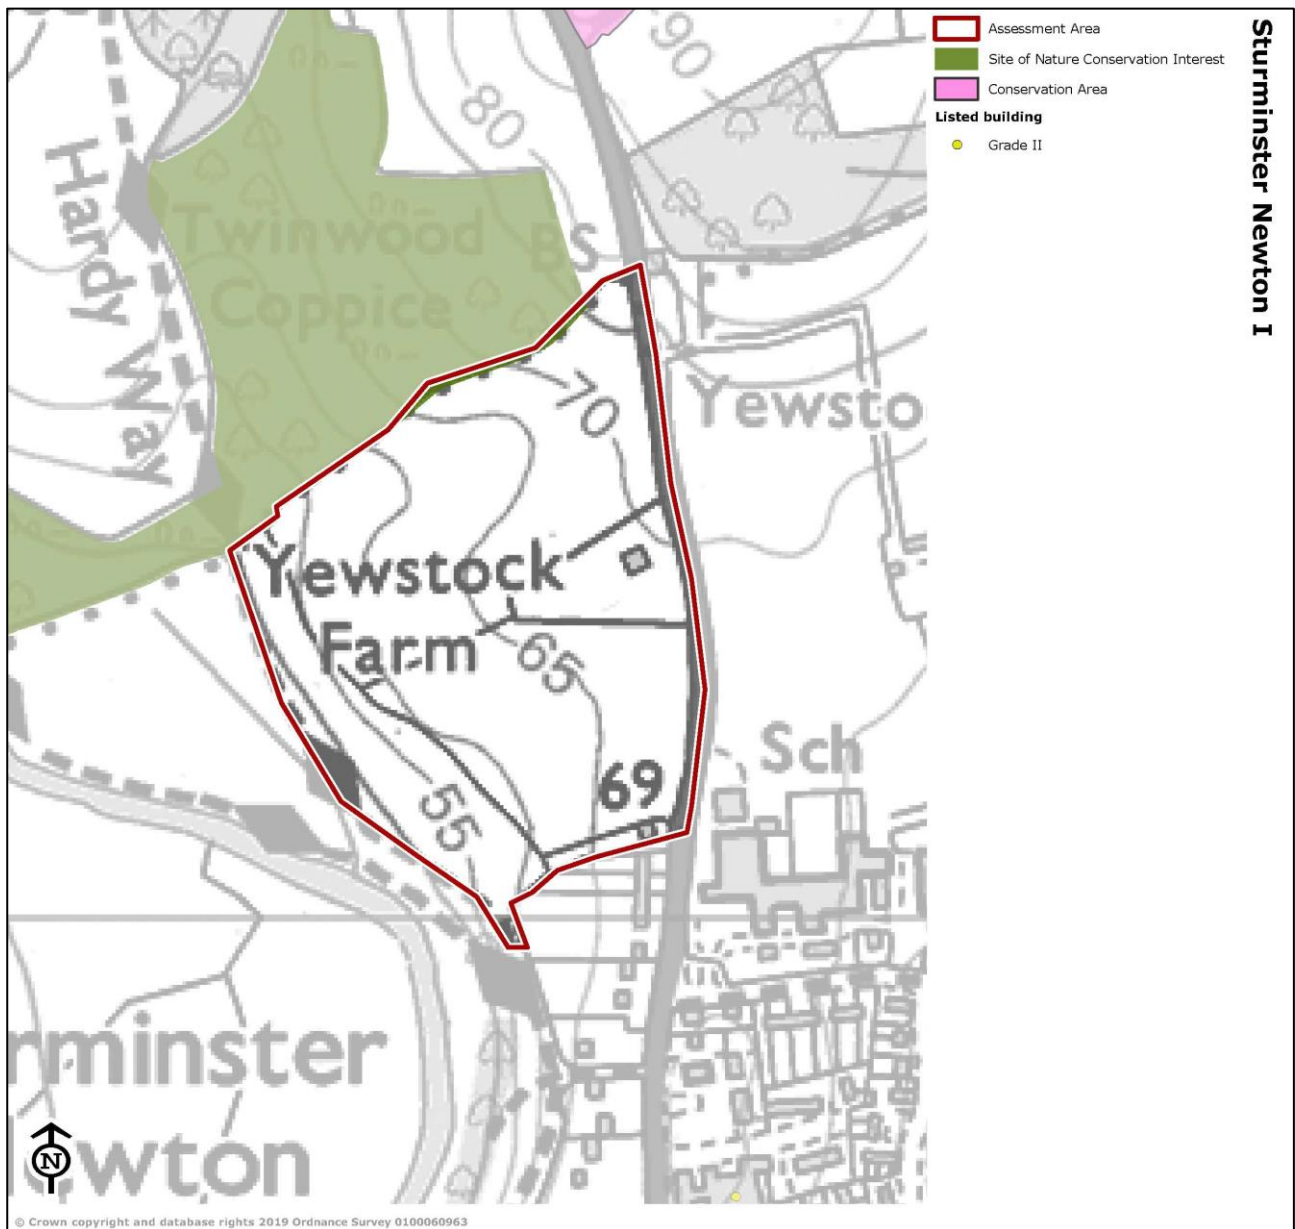 Sturminster Newton I
Assessment Area
Site of Nature Conservation Interest
Conservation Area
Listed building
Grade II
90
80
Hardy Way
Twinwood
Coppice
BS
70
Yewsto
Yewstock
Farm
65
Sch
69
55
rminster
ewton
N
© Crown copyright and database rights 2019 Ordnance Survey 0100060963